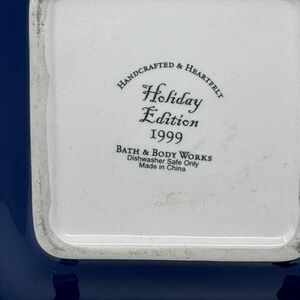 HANDCRAFTED & HEARTFELT
Holiday
Edition
1999
BATH & BODY WORKS
Dishwasher Safe Only
Made in China